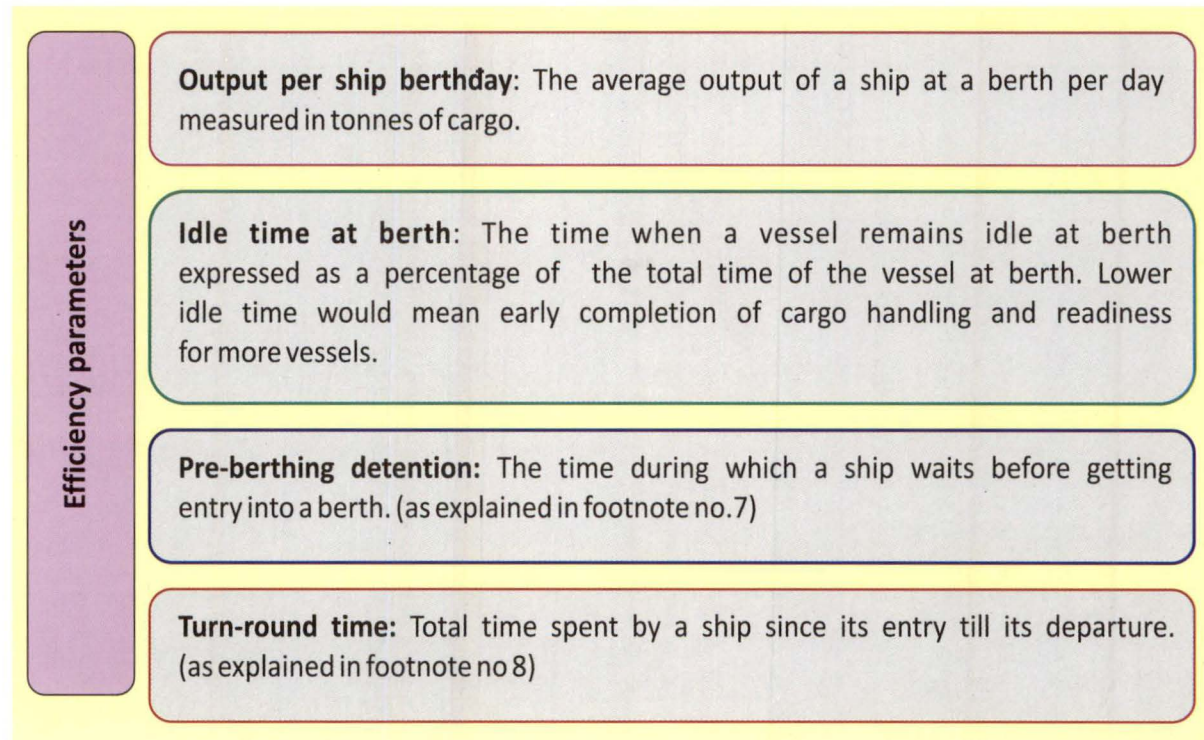 Efficiency parameters
Output per ship berthday: The average output of a ship at a berth per day
measured in tonnes of cargo.
Idle time at berth: The time when a vessel remains idle at berth
expressed as a percentage of the total time of the vessel at berth. Lower
idle time would mean early completion of cargo handling and readiness
for more vessels.
Pre-berthing detention: The time during which a ship waits before getting
entry into a berth. (as explained in footnote no.7)
Turn-round time: Total time spent by a ship since its entry till its departure.
(as explained in footnote no 8)